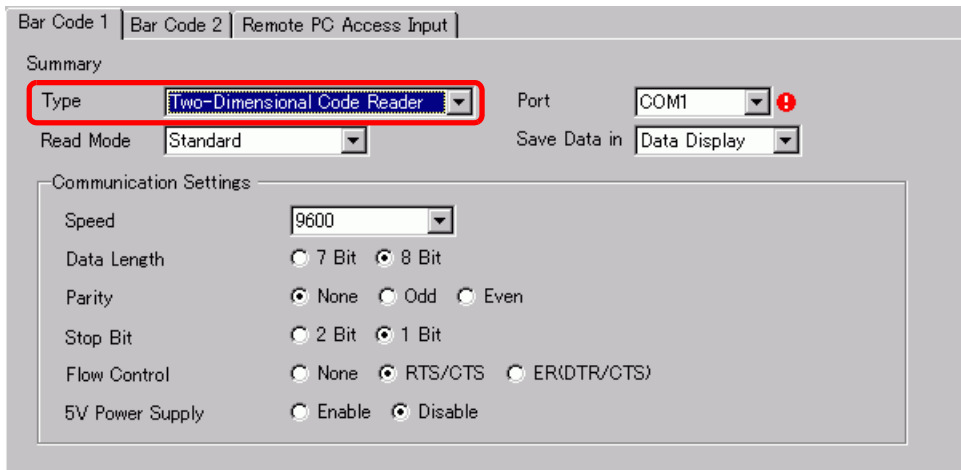 Bar Code 1 Bar Code 2 Remote PC Access Input
Summary
Type Two-Dimensional Code Reader Port COM1
Read Mode Standard Save Data in Data Display
Communication Settings
Speed 9600
Data Length 7 Bit 8 Bit
Parity None Odd Even
Stop Bit 2 Bit 1 Bit
Flow Control None RTS/CTS ER(DTR/CTS)
5V Power Supply Enable Disable